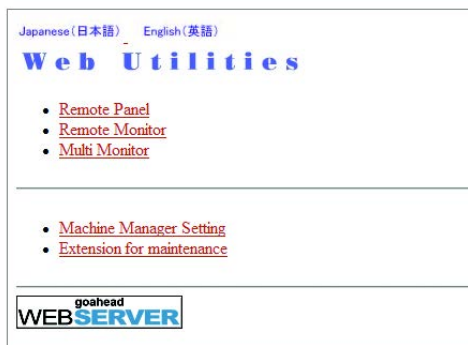 Japanese(日本語) English(英語)
Web Utilities
Remote Panel
Remote Monitor
Multi Monitor
Machine Manager Setting
Extension for maintenance
goahead
WEBSERVER